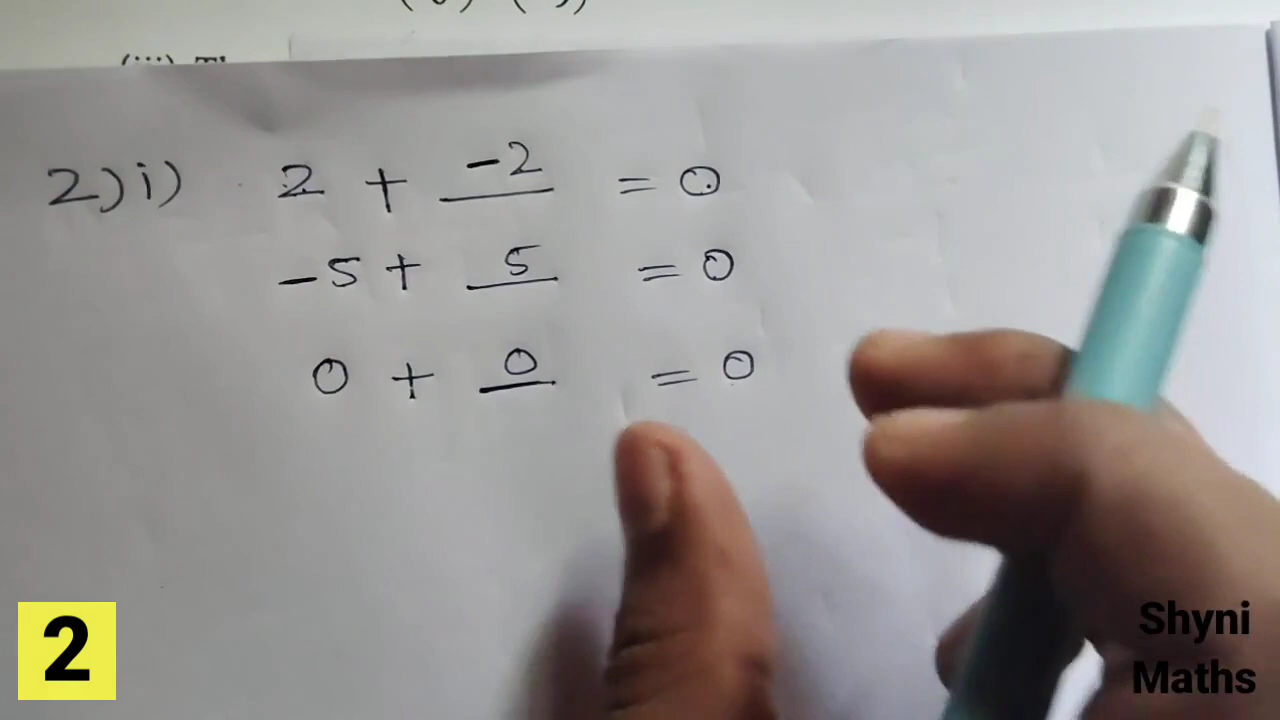 2) i) 2 + -2 = 0
-5 + 5 = 0
0 + 0 = 0
2
Shyni
Maths